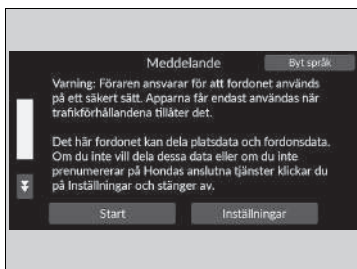 Meddelande
Byt språk
Varning: Föraren ansvarar för att fordonet används
på ett säkert sätt. Apparna får endast användas när
trafikförhållandena tillåter det.
Det här fordonet kan dela platsdata och fordonsdata.
Om du inte vill dela dessa data eller om du inte
prenumererar på Hondas anslutna tjänster klickar du
på Inställningar och stänger av.
Start
Inställningar